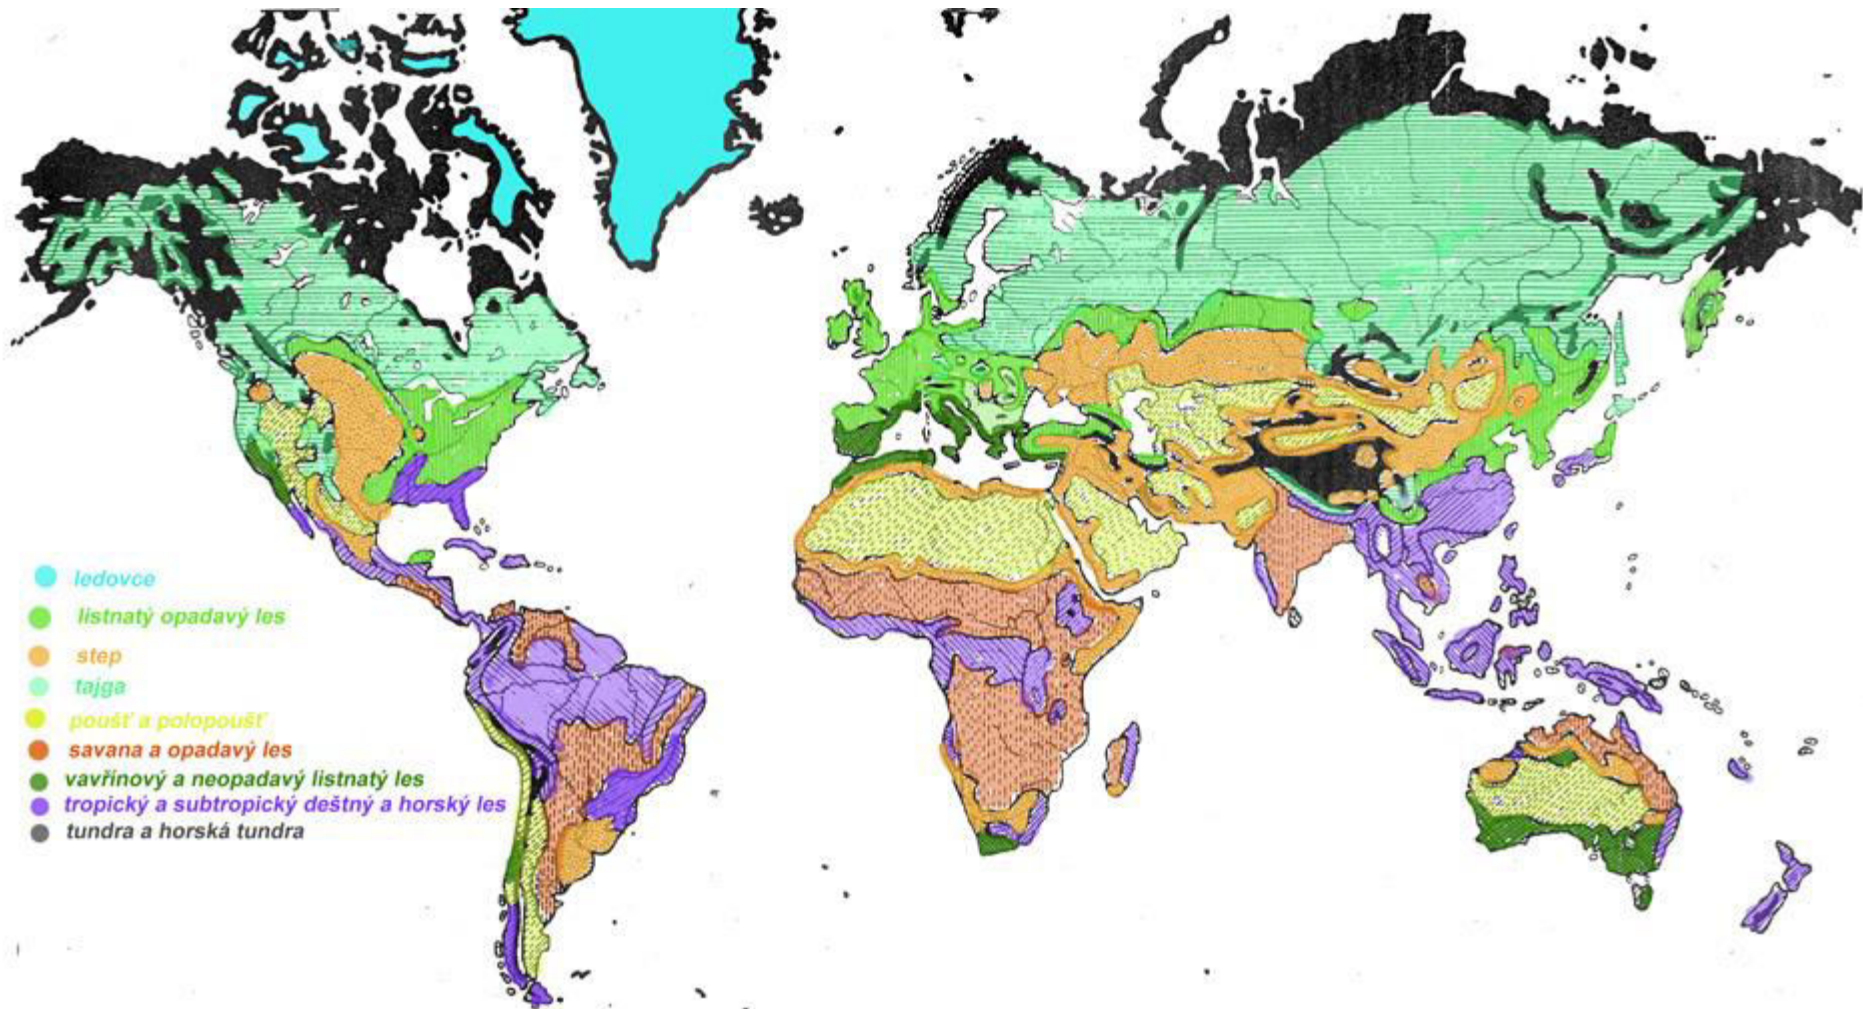 ledovce
listnatý opadavý les
step
tajga
poušť a polopoušť
savana a opadavý les
vavřínový a neopadavý listnatý les
tropický a subtropický deštný a horský les
tundra a horská tundra